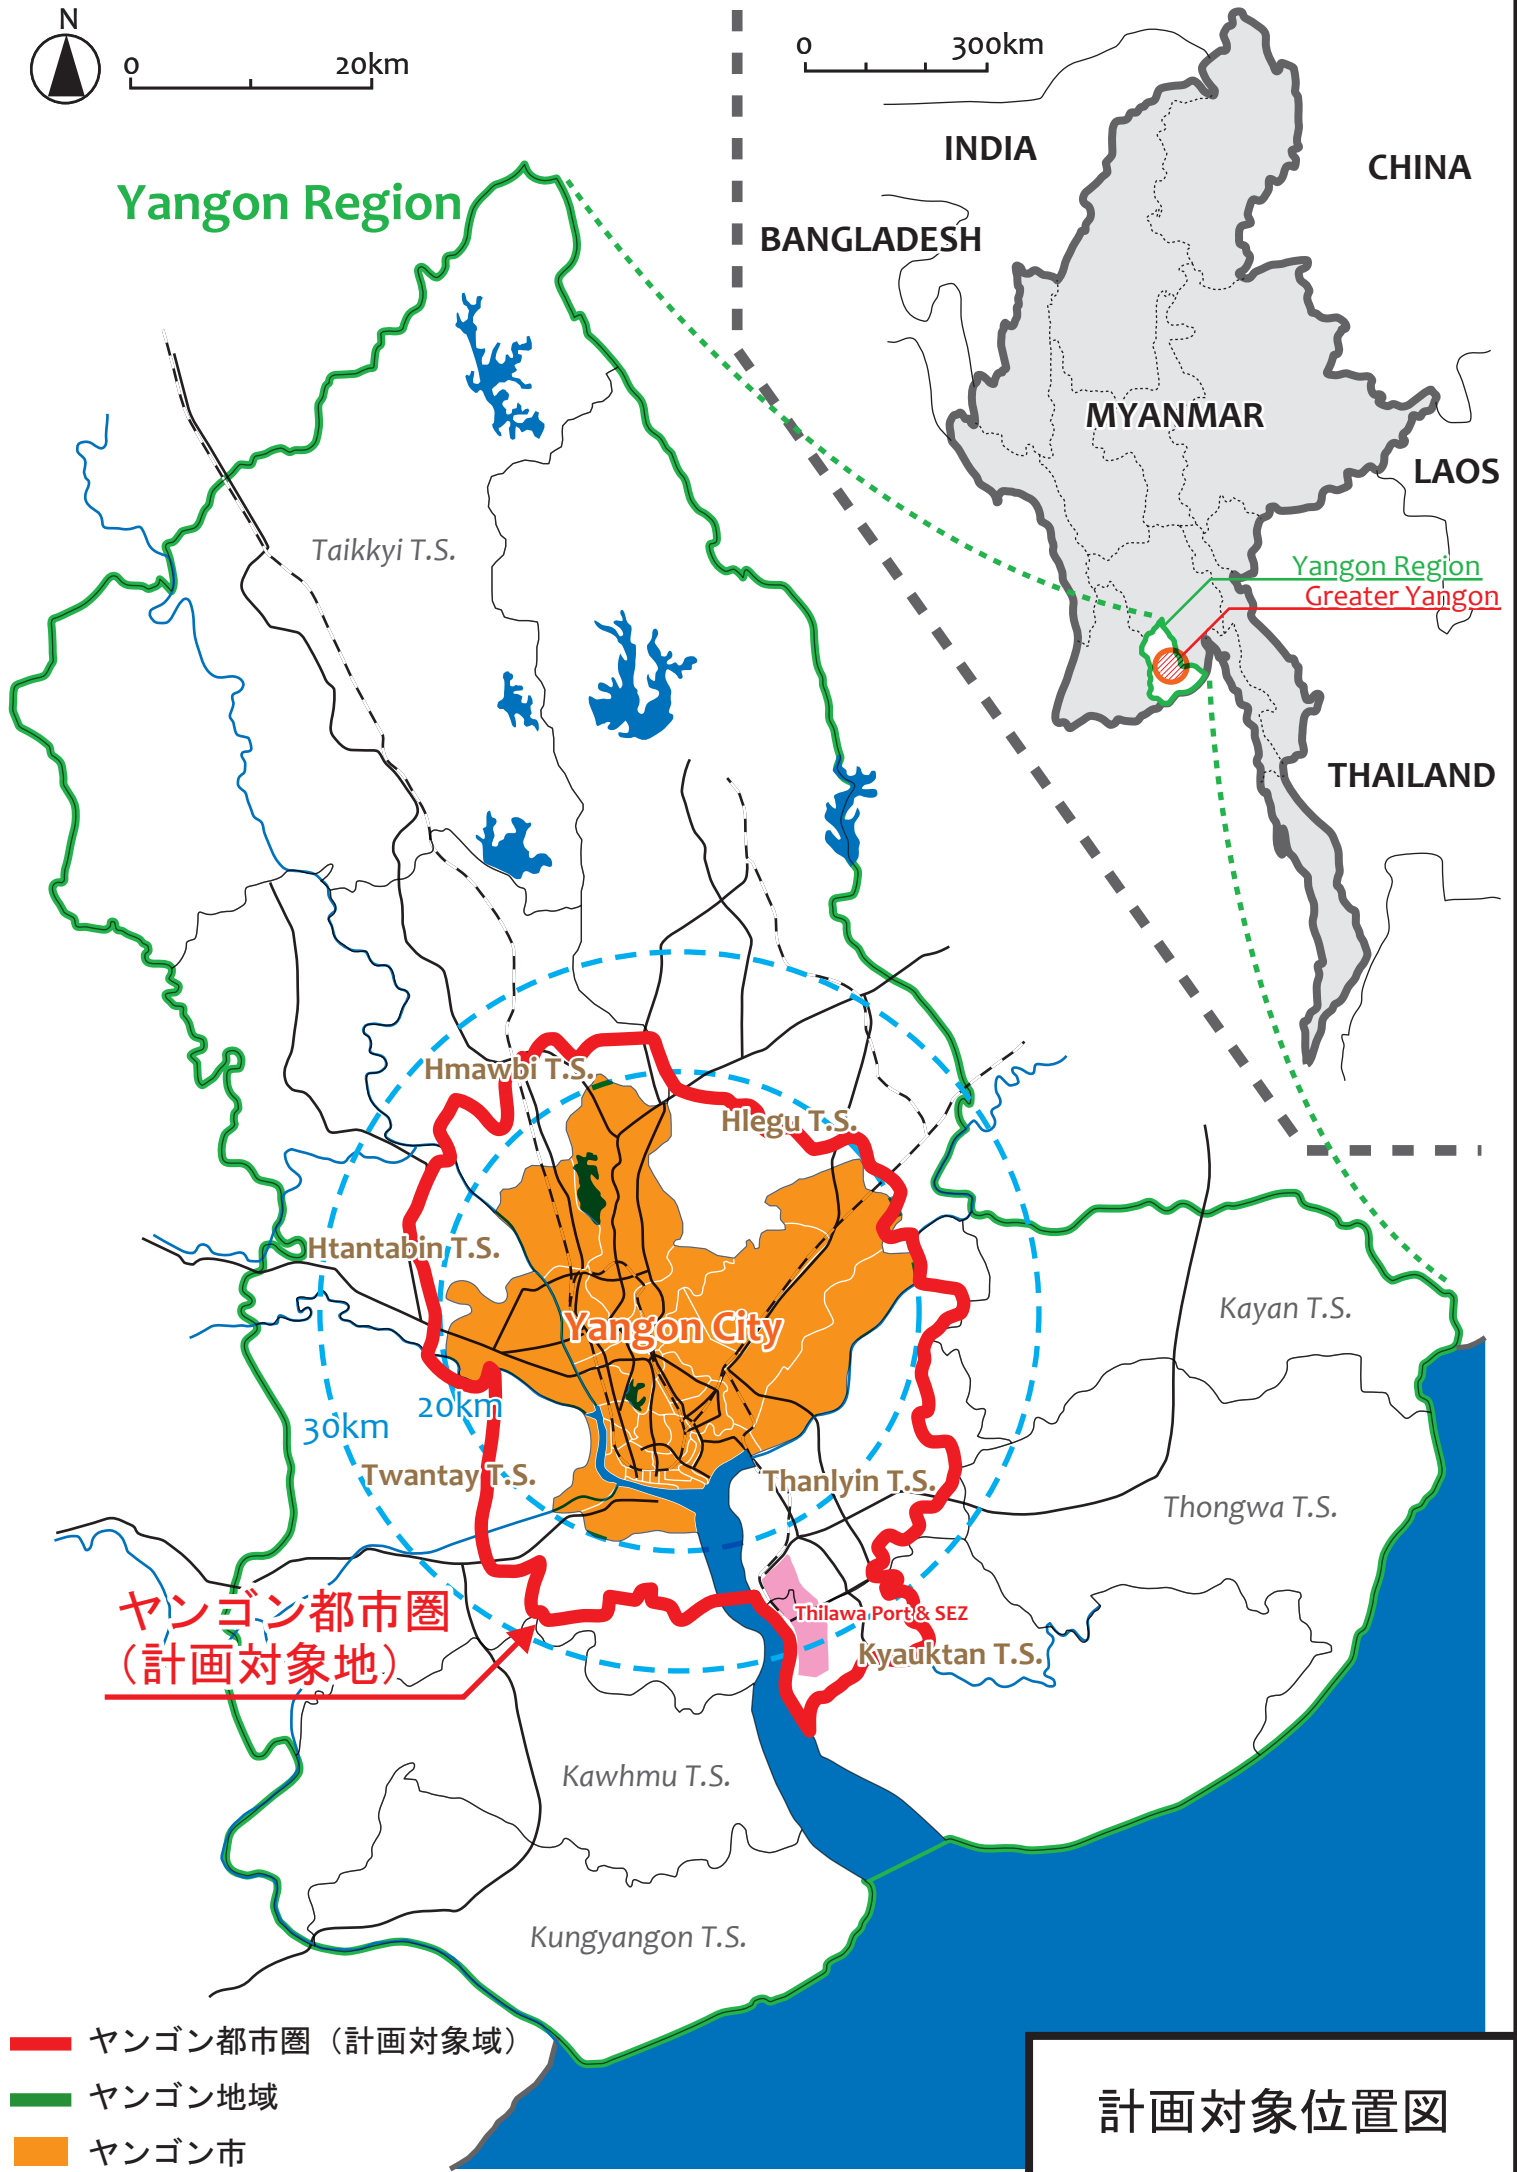 N
0 20km
0 300km
INDIA
CHINA
Yangon Region
BANGLADESH
MYANMAR
LAOS
Taikkyi T.S.
Yangon Region
Greater Yangon
THAILAND
Hmawbi T.S.
Hlegu T.S.
Htantabin T.S.
Kayan T.S.
Yangon City
20km
30km
Twantay T.S.
Thanlyin T.S.
Thongwa T.S.
ヤンゴン都市圏
（計画対象地）
Thilawa Port & SEZ
Kyauktan T.S.
Kawhmu T.S.
Kungyangon T.S.
ヤンゴン都市圏（計画対象域）
ヤンゴン地域
ヤンゴン市
計画対象位置図